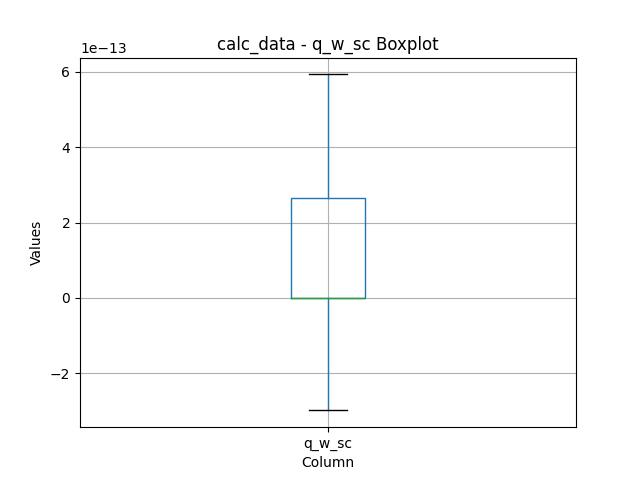 calc_data - q_w_sc Boxplot
1e−13
6
4
2
0
−2
Values
q_w_sc
Column